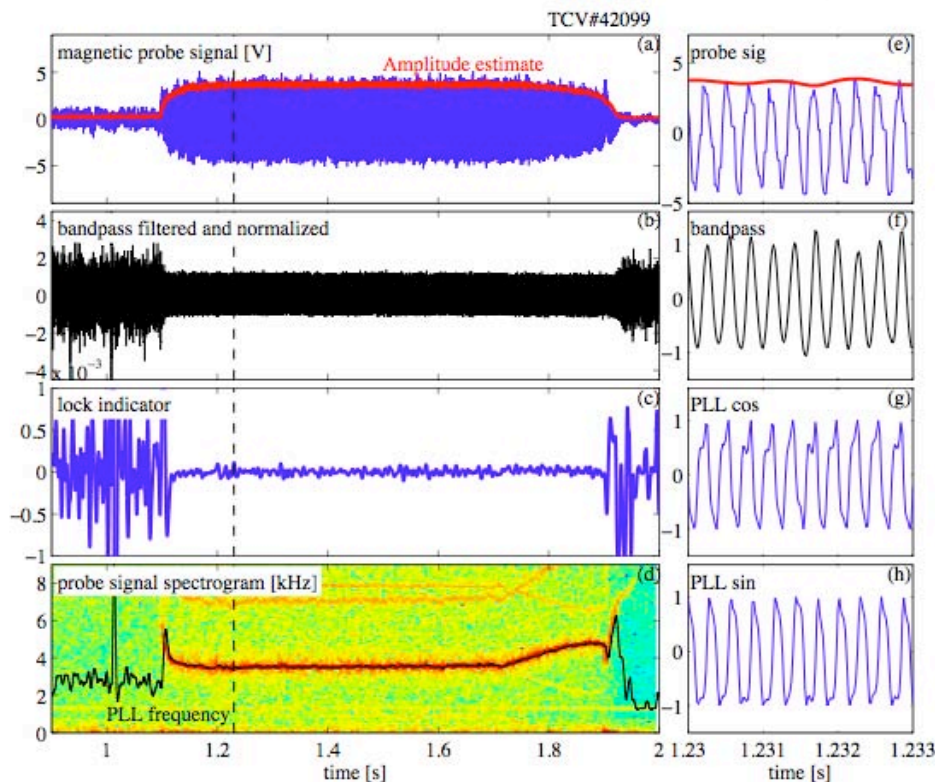 TCV#42099
magnetic probe signal [V]
(a)
Amplitude estimate
5
0
−5
probe sig
(e)
5
0
−5
bandpass filtered and normalized
(b)
4
2
0
−2
−4
x 10⁻³
bandpass
(f)
1
0
−1
lock indicator
(c)
1
0.5
0
−0.5
−1
PLL cos
(g)
1
0
−1
probe signal spectrogram [kHz]
(d)
8
6
4
2
0
PLL frequency
PLL sin
(h)
1
0
−1
1 1.2 1.4 1.6 1.8 2
time [s]
1.23 1.231 1.232 1.233
time [s]